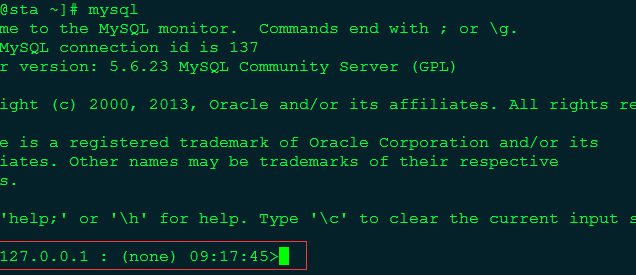 @sta ~]# mysql
me to the MySQL monitor.  Commands end with ; or \g.
MySQL connection id is 137
r version: 5.6.23 MySQL Community Server (GPL)
ight (c) 2000, 2013, Oracle and/or its affiliates. All rights re
e is a registered trademark of Oracle Corporation and/or its
iates. Other names may be trademarks of their respective
s.
'help;' or '\h' for help. Type '\c' to clear the current input s
127.0.0.1 : (none) 09:17:45>